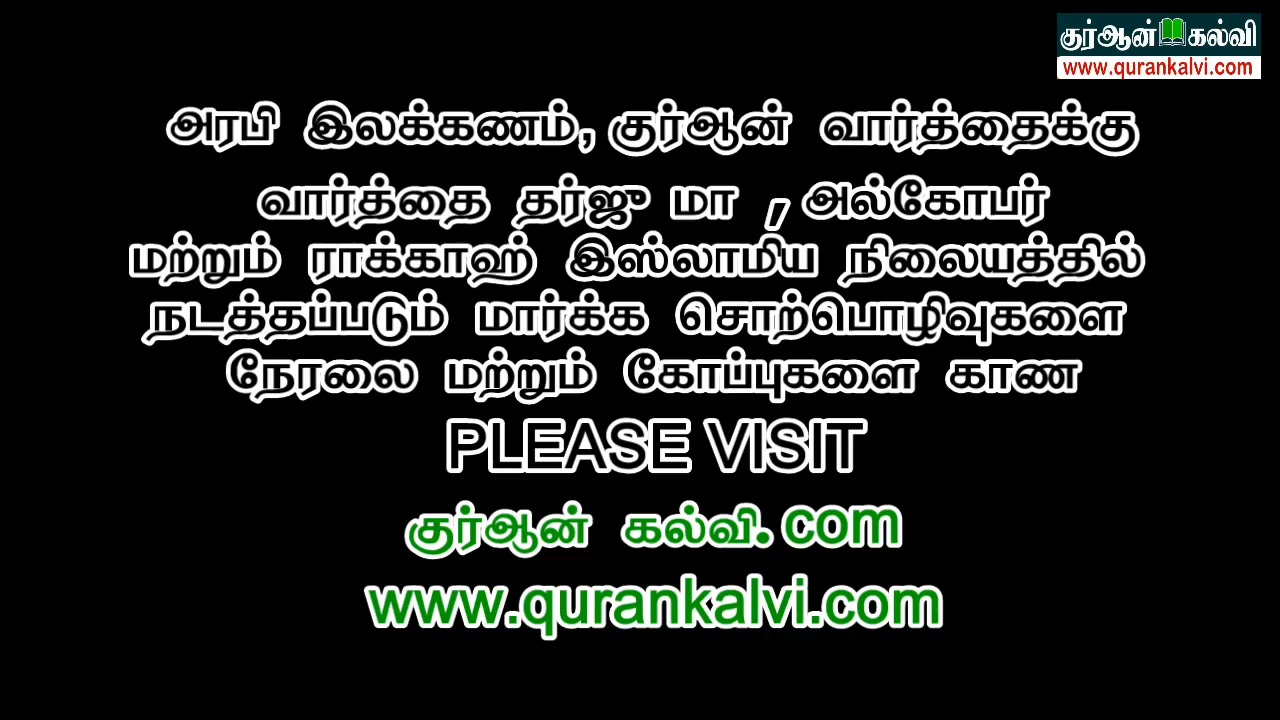 குர்ஆன் கல்வி
www.qurankalvi.com
அரபி இலக்கணம், குர்ஆன் வார்த்தைக்கு
வார்த்தை தர்ஜு மா , அல்கோபர்
மற்றும் ராக்காஹ் இஸ்லாமிய நிலையத்தில்
நடத்தப்படும் மார்க்க சொற்பொழிவுகளை
நேரலை மற்றும் கோப்புகளை காண
PLEASE VISIT
குர்ஆன் கல்வி.com
www.qurankalvi.com